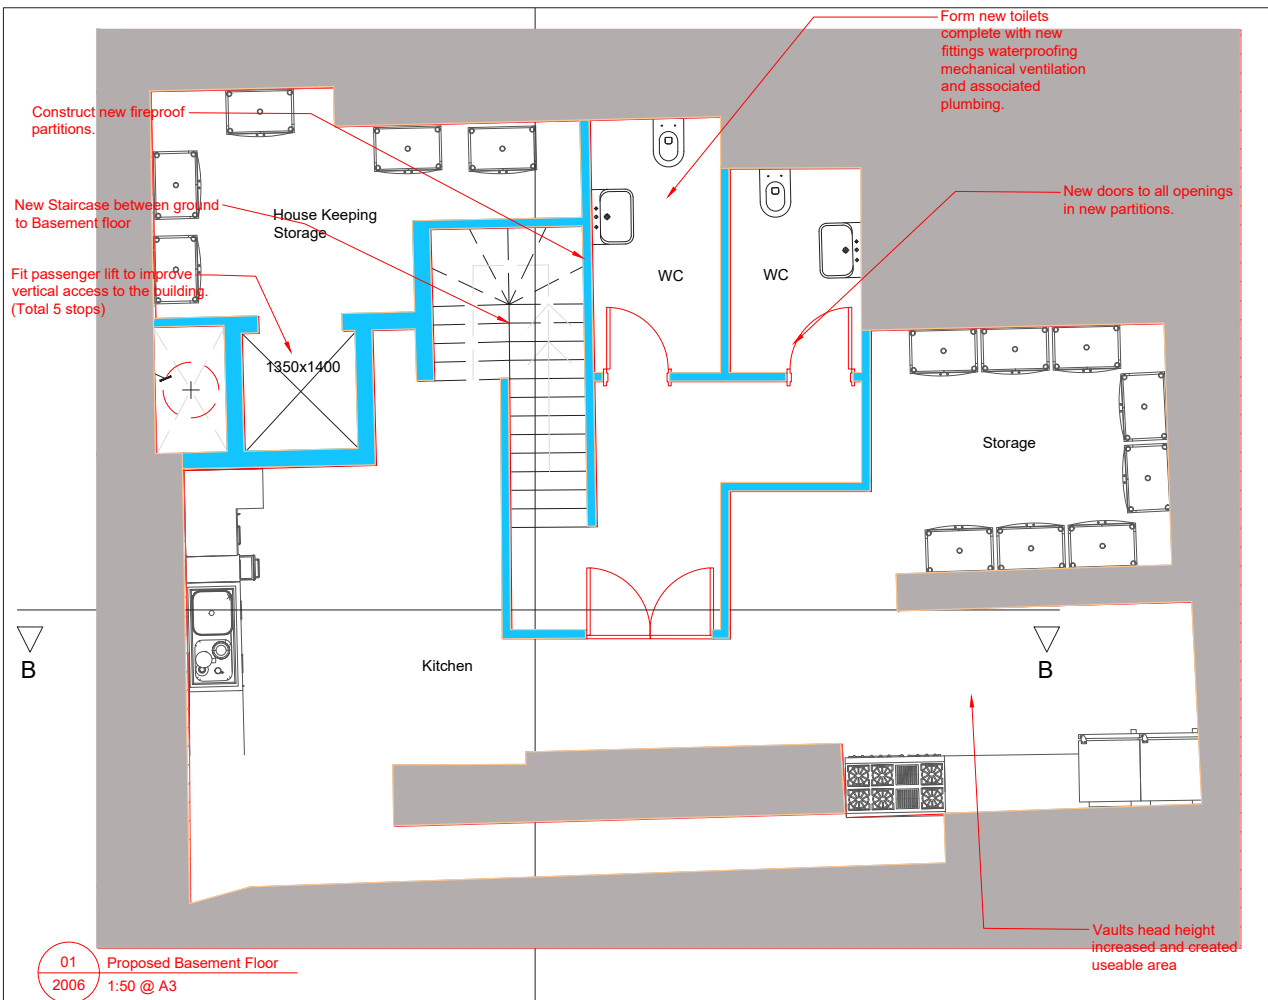 Form new toilets
complete with new
fittings waterproofing
mechanical ventilation
and associated
plumbing.
Construct new fireproof
partitions.
New doors to all openings
in new partitions.
New Staircase between ground
to Basement floor
House Keeping
Storage
Fit passenger lift to improve
vertical access to the building.
(Total 5 stops)
WC
WC
1350x1400
Storage
B
B
Kitchen
Vaults head height
increased and created
useable area
01
2006
Proposed Basement Floor
1:50 @ A3